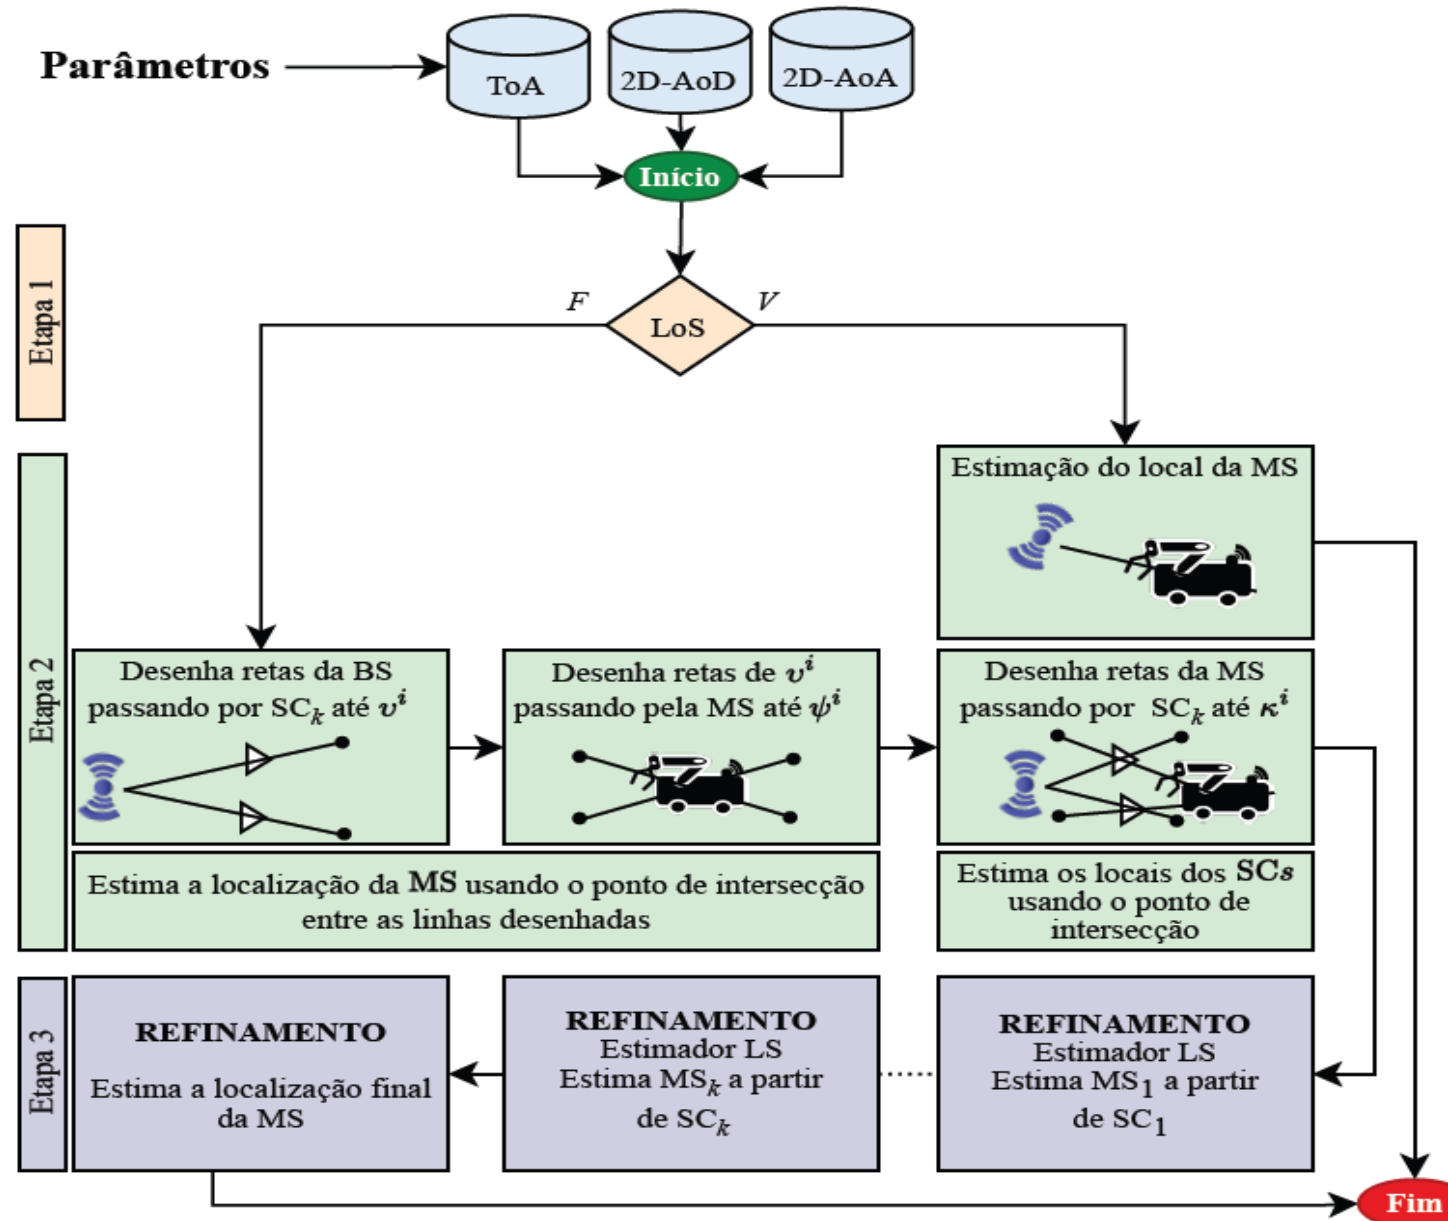 Parâmetros
ToA
2D-AoD
2D-AoA
Início
Etapa 1
F
V
LoS
Etapa 2
Estimação do local da MS
Desenha retas da BS
passando por SCₖ até υⁱ
Desenha retas de υⁱ
passando pela MS até ψⁱ
Desenha retas da MS
passando por SCₖ até κⁱ
Estima a localização da MS usando o ponto de intersecção
entre as linhas desenhadas
Estima os locais dos SCs
usando o ponto de
intersecção
Etapa 3
REFINAMENTO
Estima a localização final
da MS
REFINAMENTO
Estimador LS
Estima MSₖ a partir
de SCₖ
REFINAMENTO
Estimador LS
Estima MS₁ a partir
de SC₁
Fim